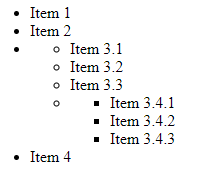 Item 1
Item 2
Item 3.1
Item 3.2
Item 3.3
Item 3.4.1
Item 3.4.2
Item 3.4.3
Item 4